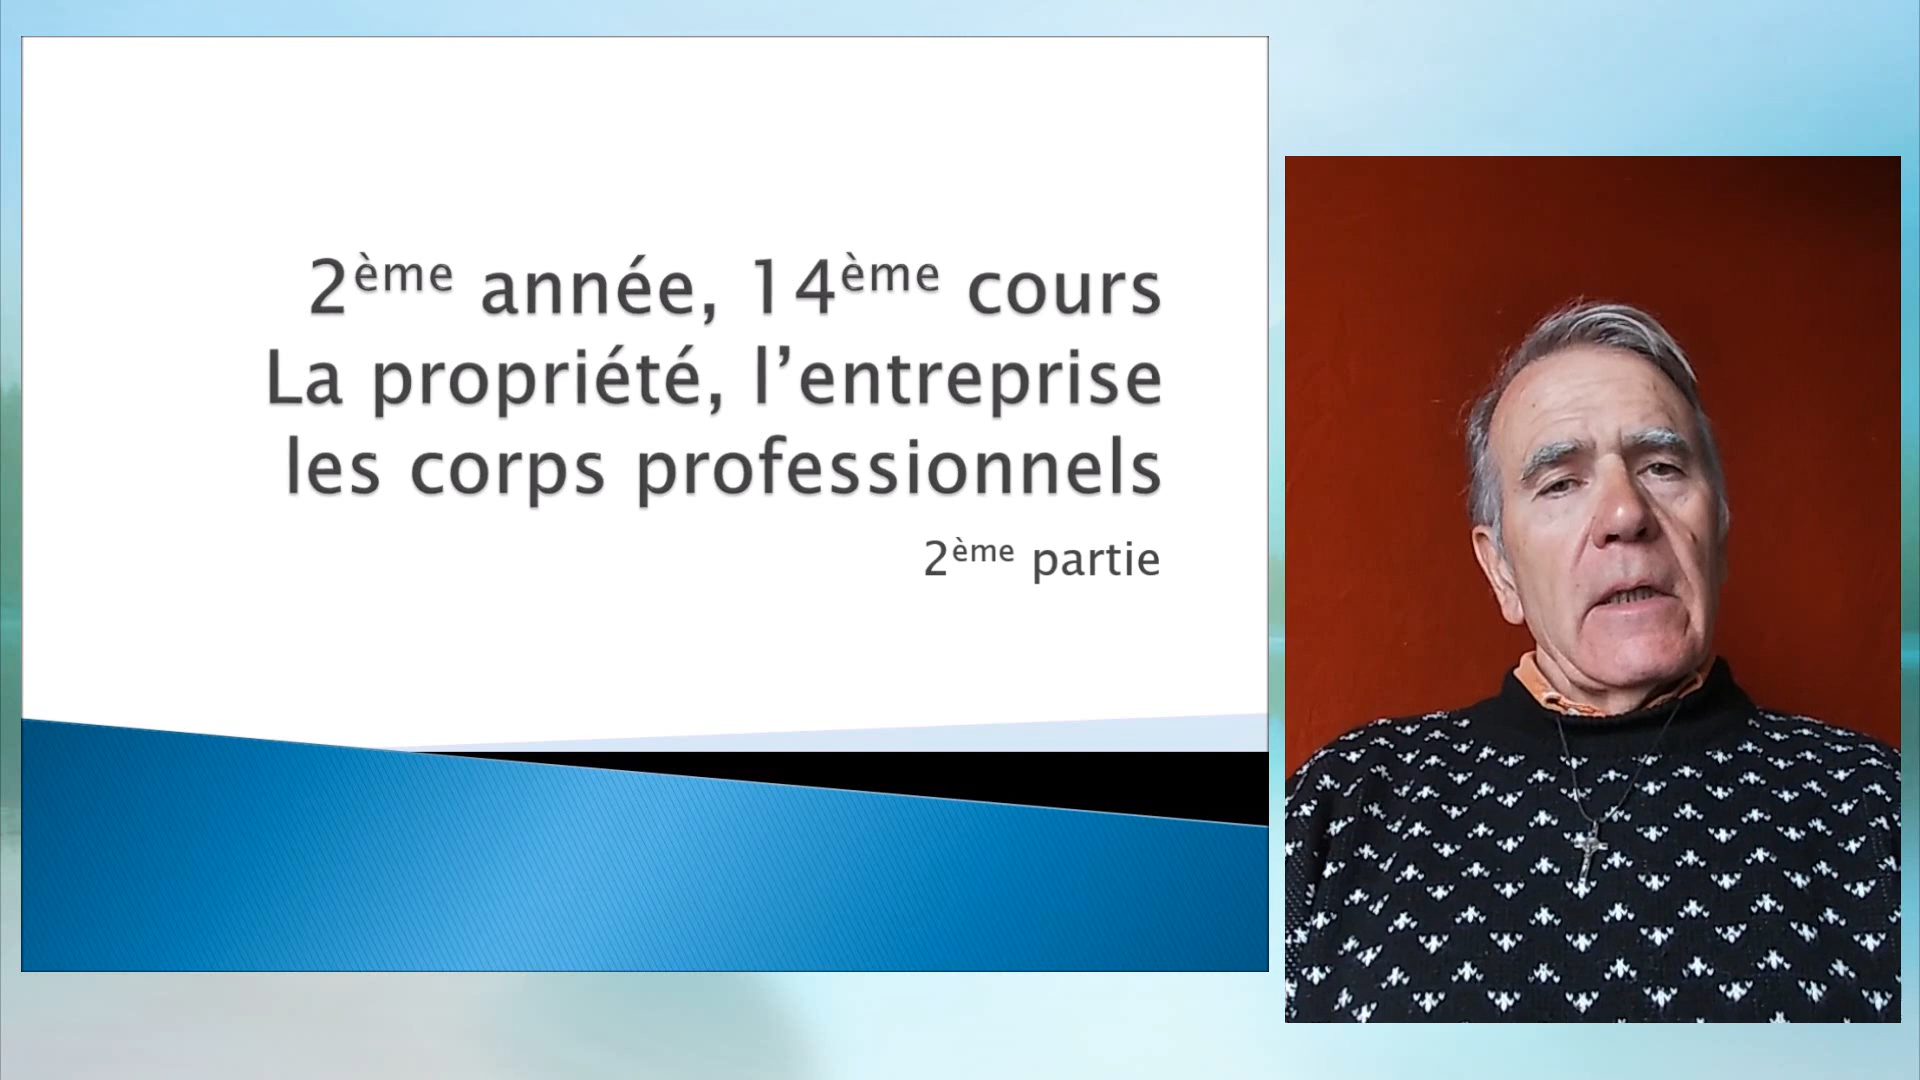 2ème année, 14ème cours
La propriété, l’entreprise
les corps professionnels
2ème partie